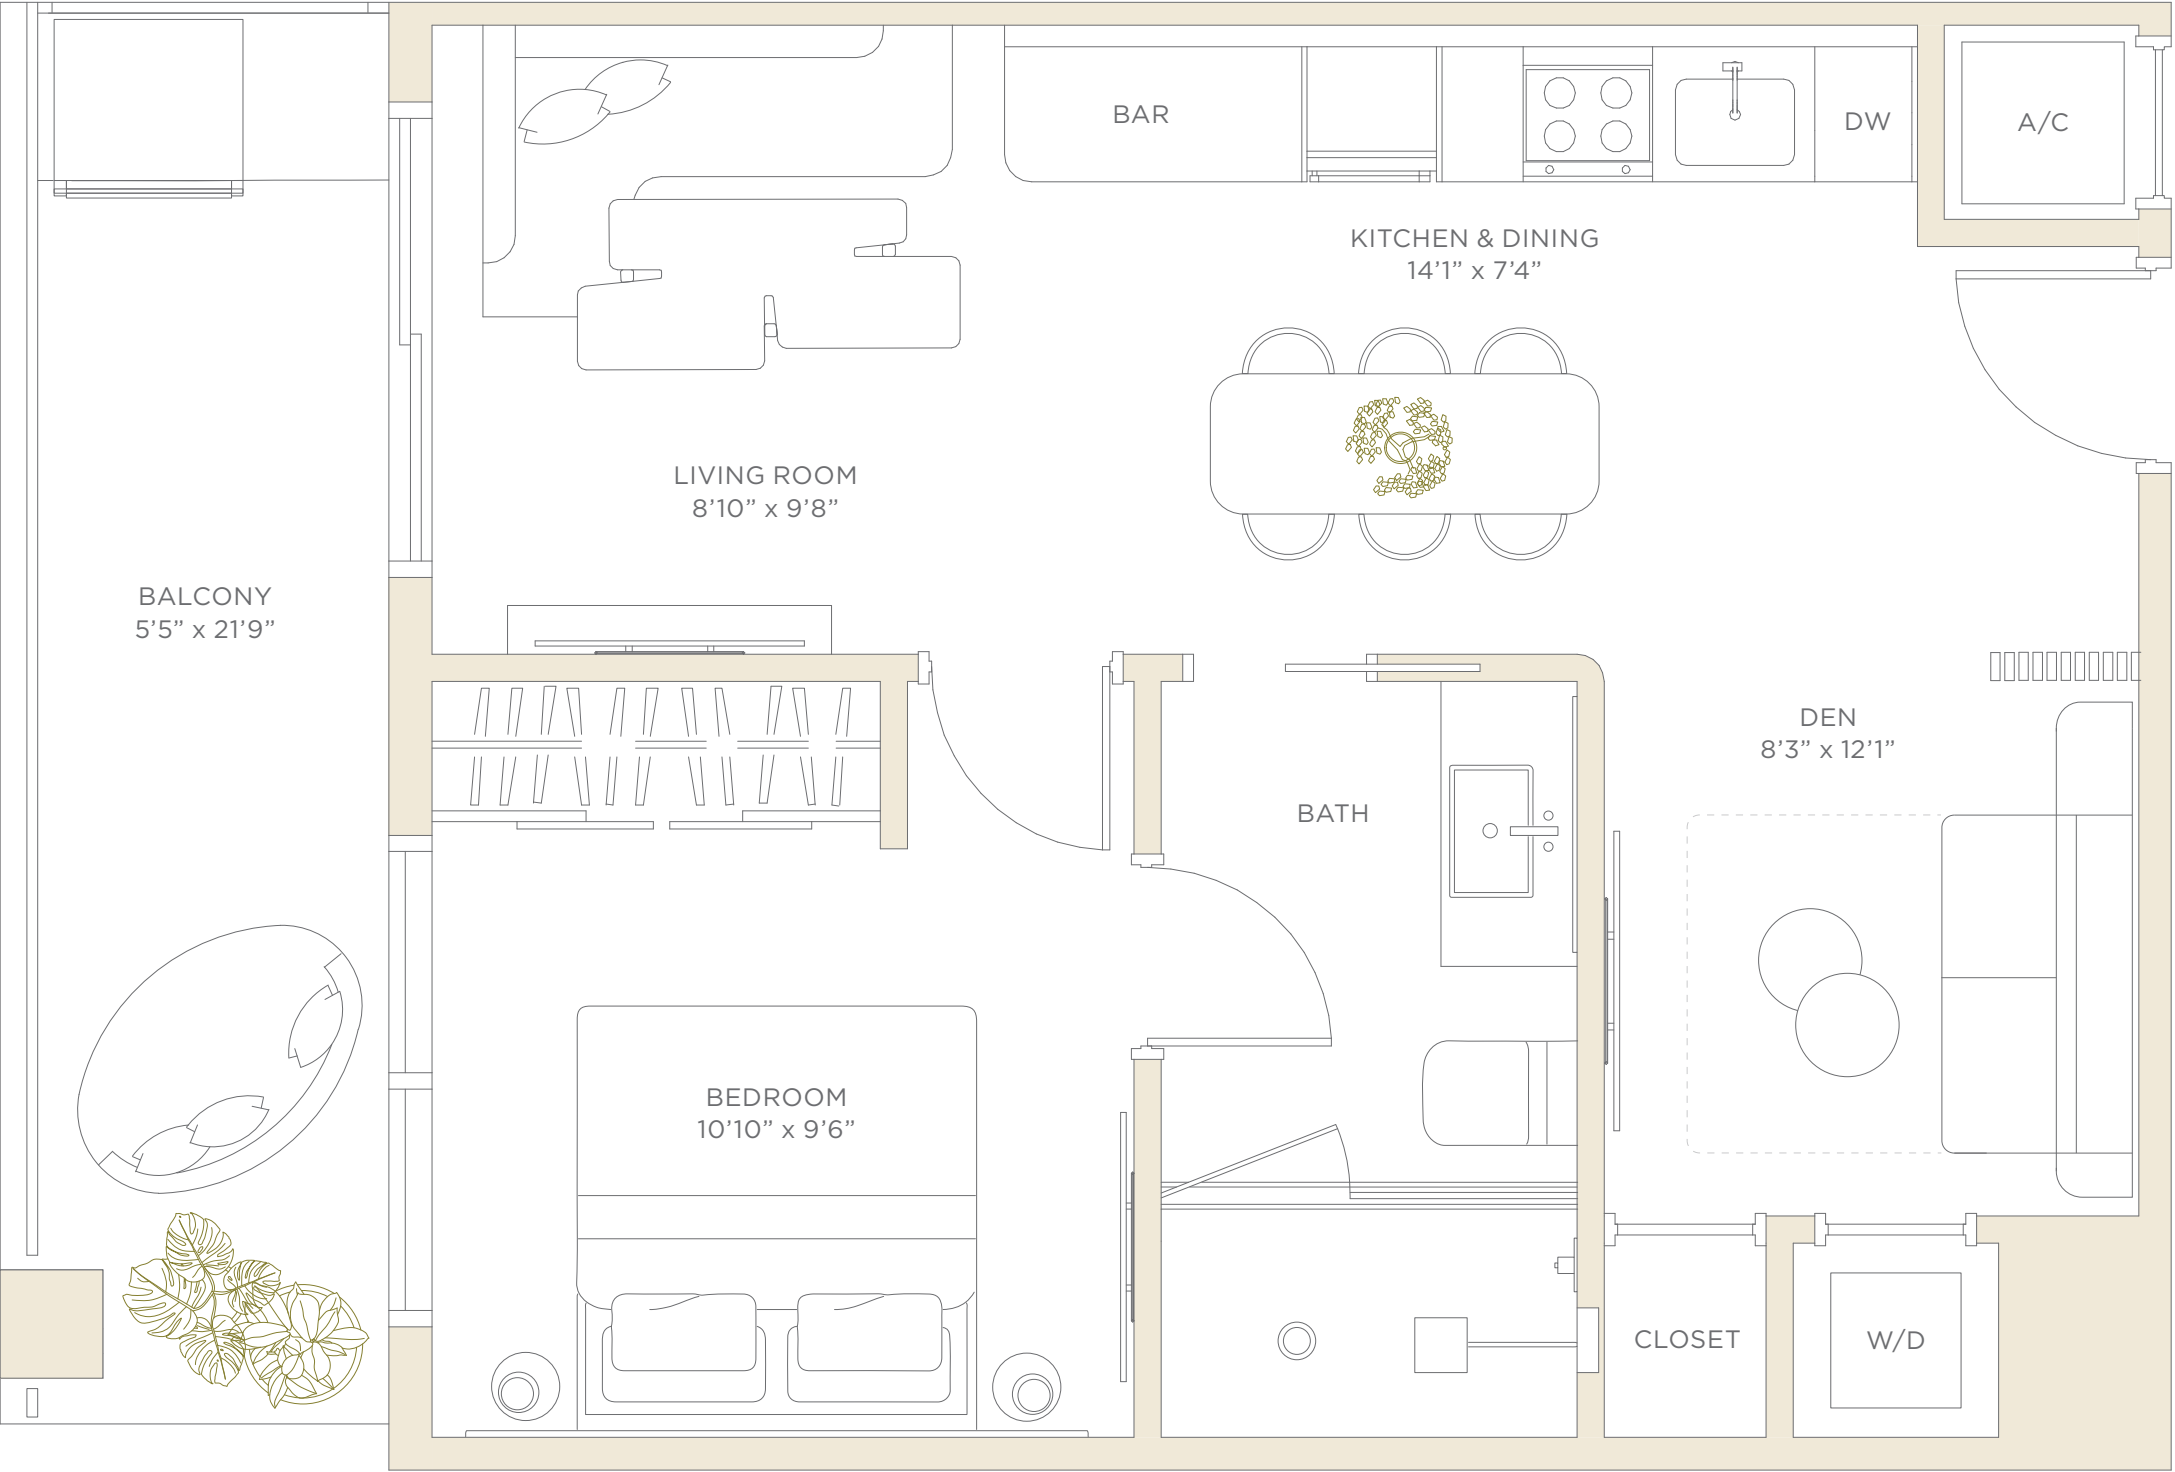 BAR
DW
A/C
KITCHEN & DINING
14’1” x 7’4”
LIVING ROOM
8’10” x 9’8”
BALCONY
5’5” x 21’9”
DEN
8’3” x 12’1”
BATH
BEDROOM
10’10” x 9’6”
CLOSET
W/D